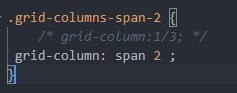 .grid-columns-span-2 {
/* grid-column:1/3; */
grid-column: span 2 ;
}